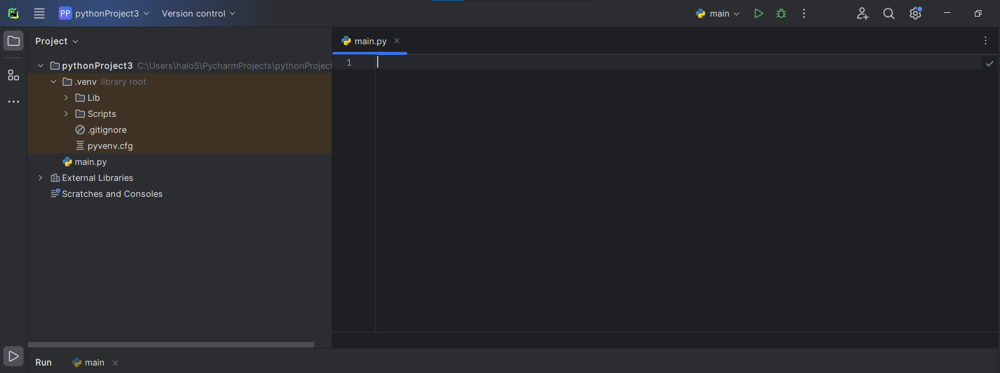 PC
PP pythonProject3 Version control main
Project
main.py
pythonProject3 C:\Users\halo5\PycharmProjects\pythonProject
1
.venv library root
Lib
Scripts
.gitignore
pyvenv.cfg
main.py
External Libraries
Scratches and Consoles
Run main